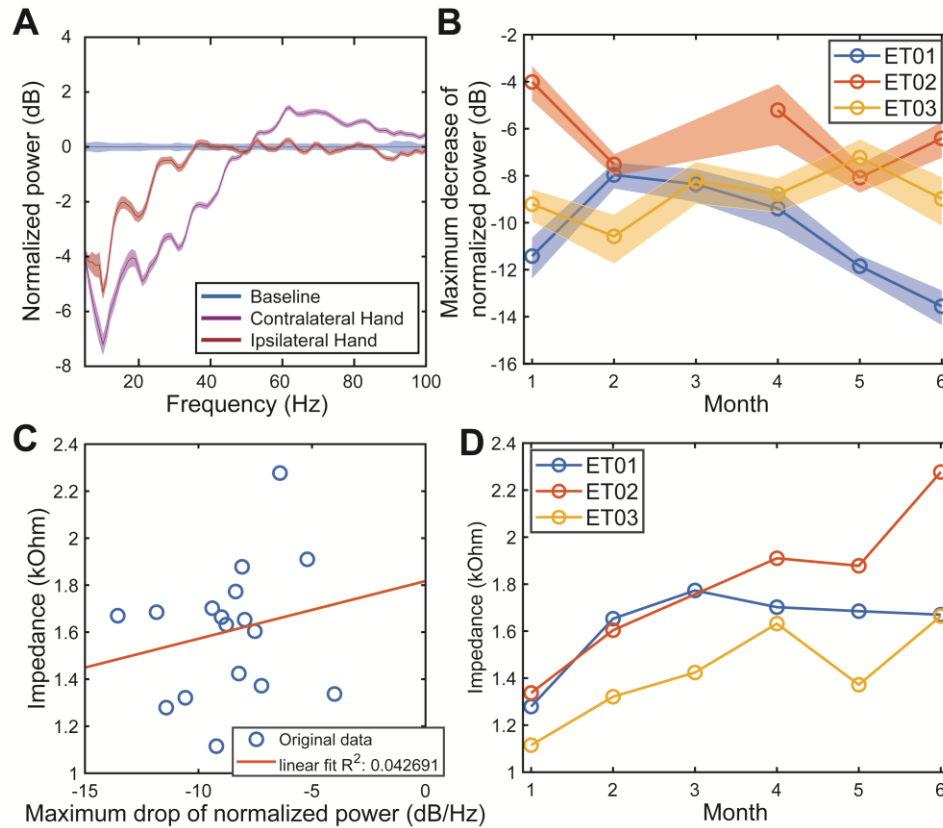 A
Normalized power (dB)
4
2
0
-2
-4
-6
-8
20
40
60
80
100
Frequency (Hz)
Baseline
Contralateral Hand
Ipsilateral Hand
B
Maximum decrease of
normalized power (dB)
-2
-4
-6
-8
-10
-12
-14
-16
1
2
3
4
5
6
Month
ET01
ET02
ET03
C
Impedance (kOhm)
2.4
2.2
2
1.8
1.6
1.4
1.2
1
-15
-10
-5
0
Maximum drop of normalized power (dB/Hz)
Original data
linear fit R2: 0.042691
D
Impedance (kOhm)
2.4
2.2
2
1.8
1.6
1.4
1.2
1
1
2
3
4
5
6
Month
ET01
ET02
ET03